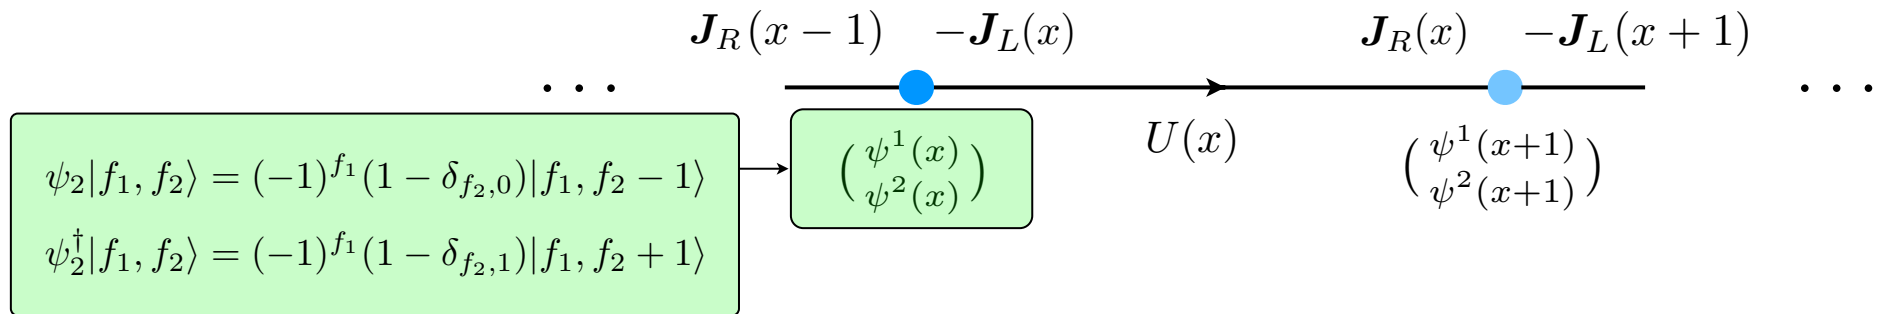 𝑱_R(x − 1) −𝑱_L(x) 𝑱_R(x) −𝑱_L(x + 1)
· · · · · ·
U(x)
ψ_2|f_1, f_2⟩ = (−1)^{f_1}(1 − δ_{f_2,0})|f_1, f_2 − 1⟩
ψ_2^†|f_1, f_2⟩ = (−1)^{f_1}(1 − δ_{f_2,1})|f_1, f_2 + 1⟩
(ψ^1(x)
ψ^2(x))
(ψ^1(x+1)
ψ^2(x+1))